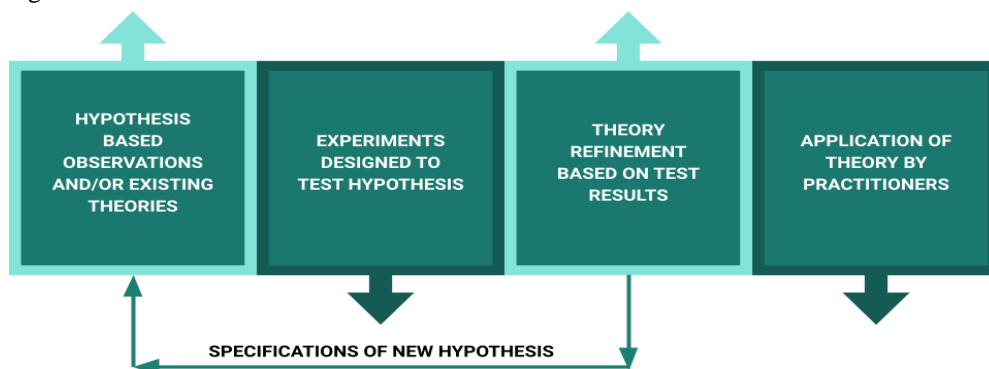 HYPOTHESIS
BASED
OBSERVATIONS
AND/OR EXISTING
THEORIES
EXPERIMENTS
DESIGNED TO
TEST HYPOTHESIS
THEORY
REFINEMENT
BASED ON TEST
RESULTS
APPLICATION OF
THEORY BY
PRACTITIONERS
SPECIFICATIONS OF NEW HYPOTHESIS